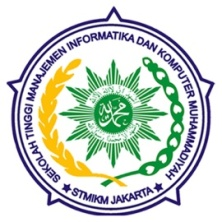 SEKOLAH TINGGI MANAJEMEN INFORMATIKA DAN KOMPUTER MUHAMMADIYAH
STMIKM JAKARTA
محمد